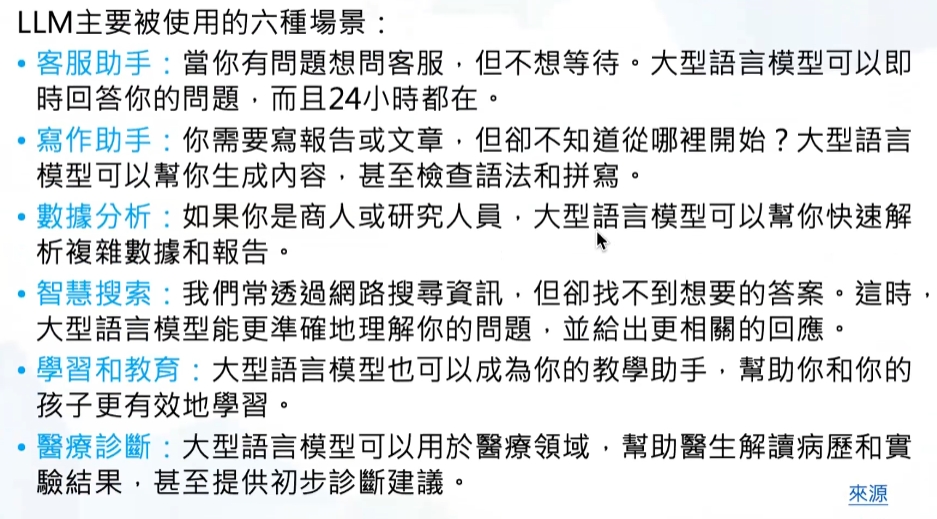 LLM主要被使用的六種場景：
• 客服助手：當你有問題想問客服，但不想等待。大型語言模型可以即
時回答你的問題，而且24小時都在。
• 寫作助手：你需要寫報告或文章，但卻不知道從哪裡開始？大型語言
模型可以幫你生成內容，甚至檢查語法和拼寫。
• 數據分析：如果你是商人或研究人員，大型語言模型可以幫你快速解
析複雜數據和報告。
• 智慧搜索：我們常透過網路搜尋資訊，但卻找不到想要的答案。這時，
大型語言模型能更準確地理解你的問題，並給出更相關的回應。
• 學習和教育：大型語言模型也可以成為你的教學助手，幫助你和你的
孩子更有效地學習。
• 醫療診斷：大型語言模型可以用於醫療領域，幫助醫生解讀病歷和實
驗結果，甚至提供初步診斷建議。
來源